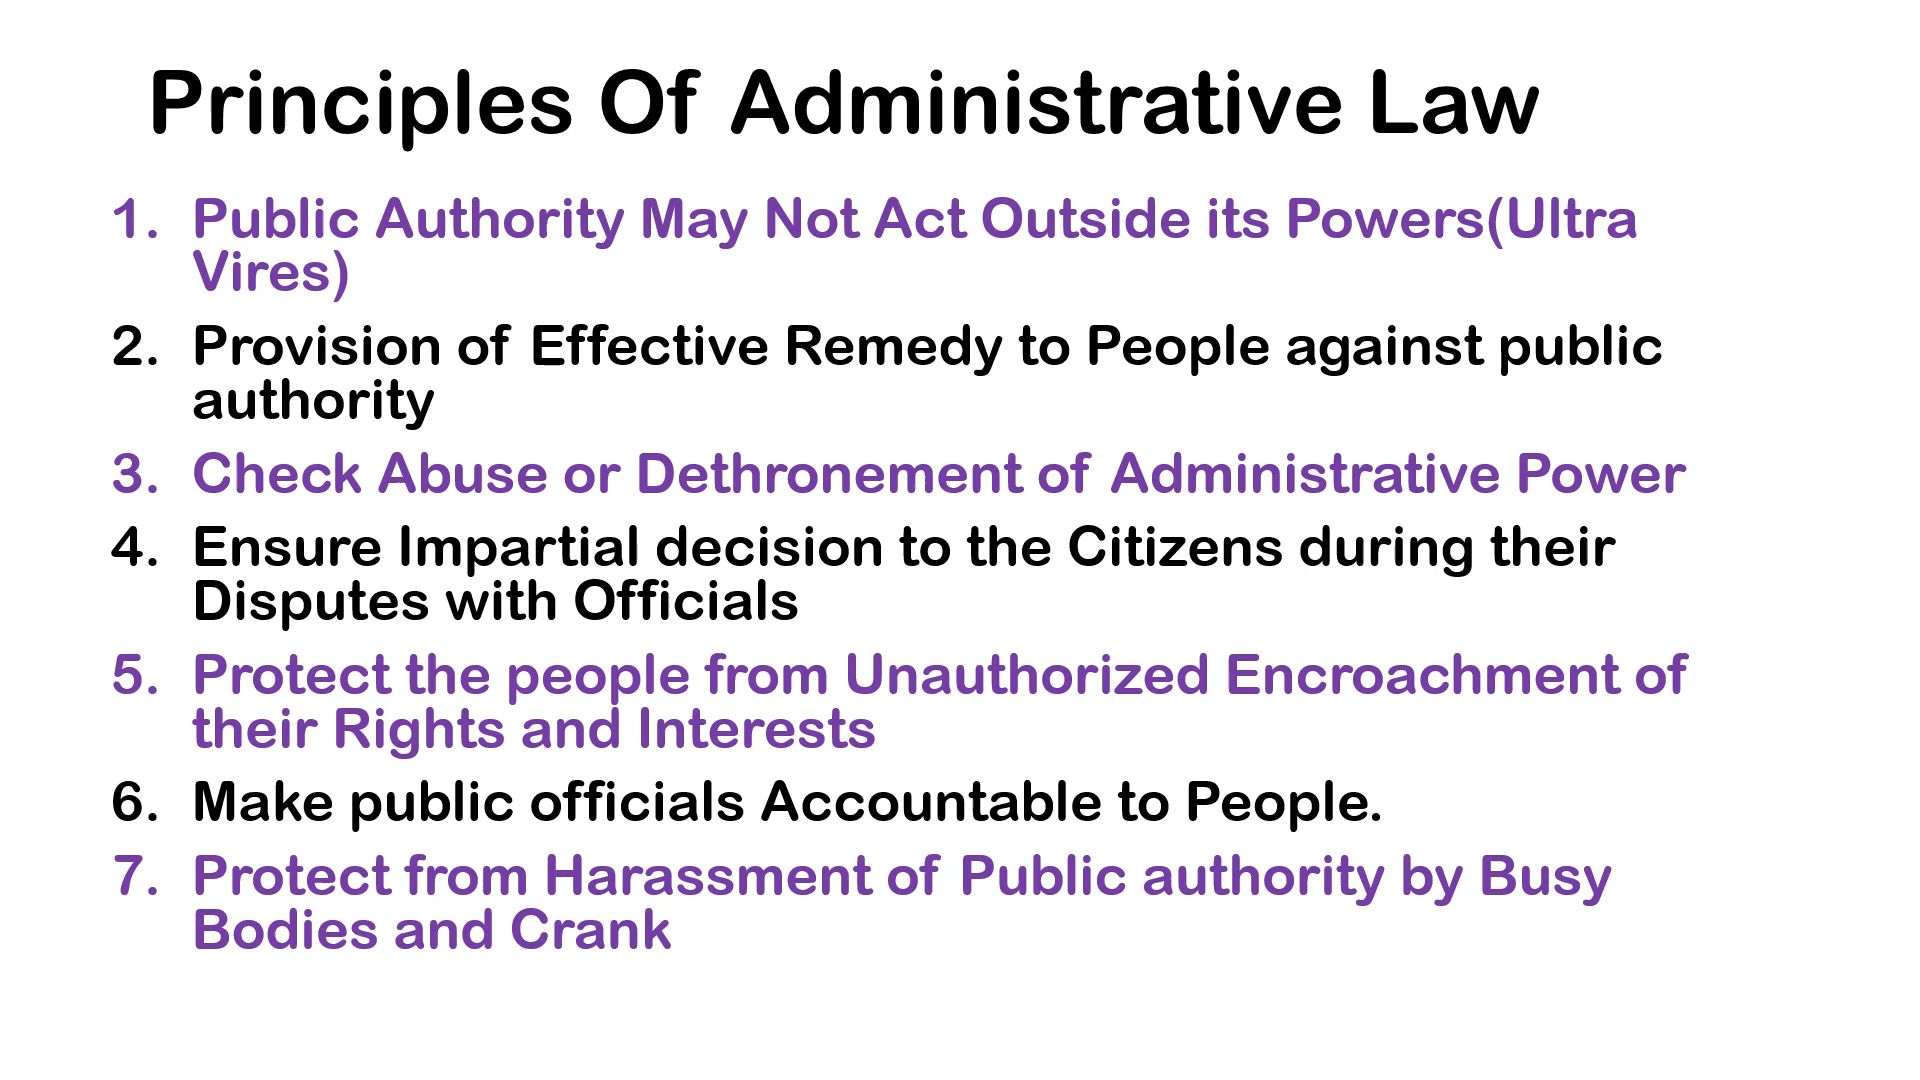 Principles Of Administrative Law
1. Public Authority May Not Act Outside its Powers(Ultra
Vires)
2. Provision of Effective Remedy to People against public
authority
3. Check Abuse or Dethronement of Administrative Power
4. Ensure Impartial decision to the Citizens during their
Disputes with Officials
5. Protect the people from Unauthorized Encroachment of
their Rights and Interests
6. Make public officials Accountable to People.
7. Protect from Harassment of Public authority by Busy
Bodies and Crank